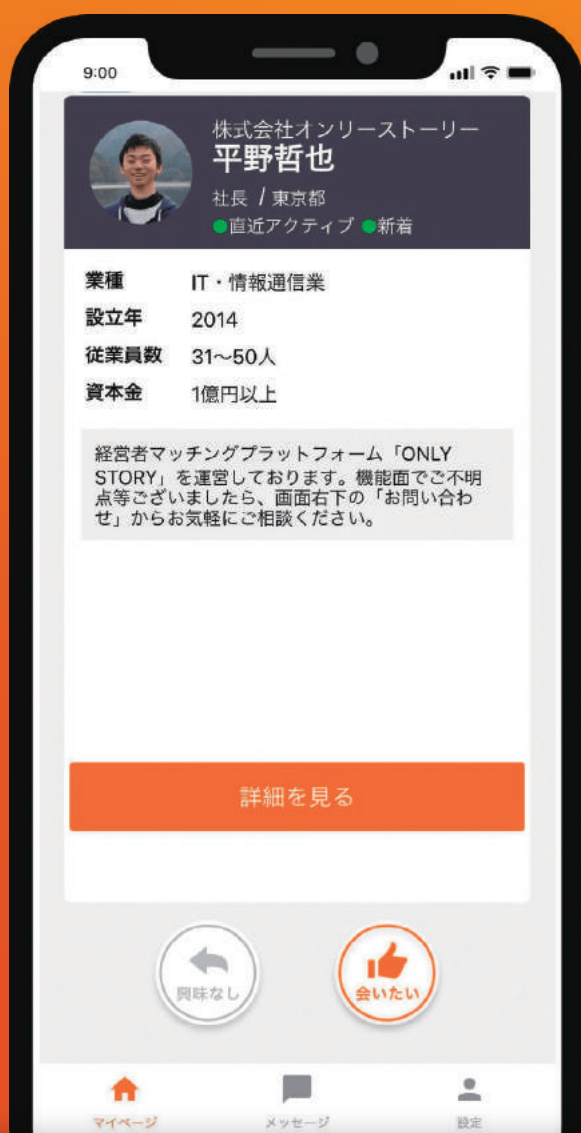 9:00
株式会社オンリーストーリー
平野哲也
社長 / 東京都
●直近アクティブ ●新着
業種 IT・情報通信業
設立年 2014
従業員数 31〜50人
資本金 1億円以上
経営者マッチングプラットフォーム「ONLY
STORY」を運営しております。機能面でご不明
点等ございましたら、画面右下の「お問い合わ
せ」からお気軽にご相談ください。
詳細を見る
興味なし 会いたい
マイページ メッセージ 設定